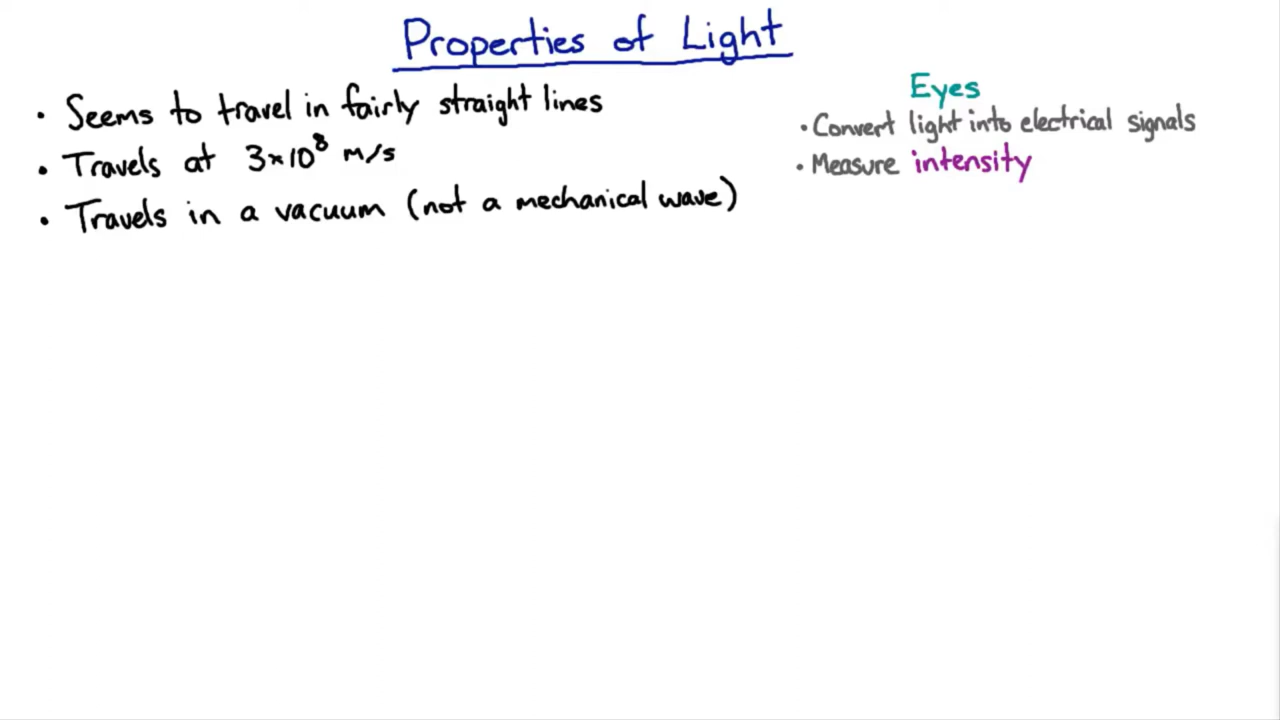 Properties of Light
• Seems to travel in fairly straight lines
• Travels at 3×10⁸ m/s
• Travels in a vacuum (not a mechanical wave)
Eyes
• Convert light into electrical signals
• Measure intensity